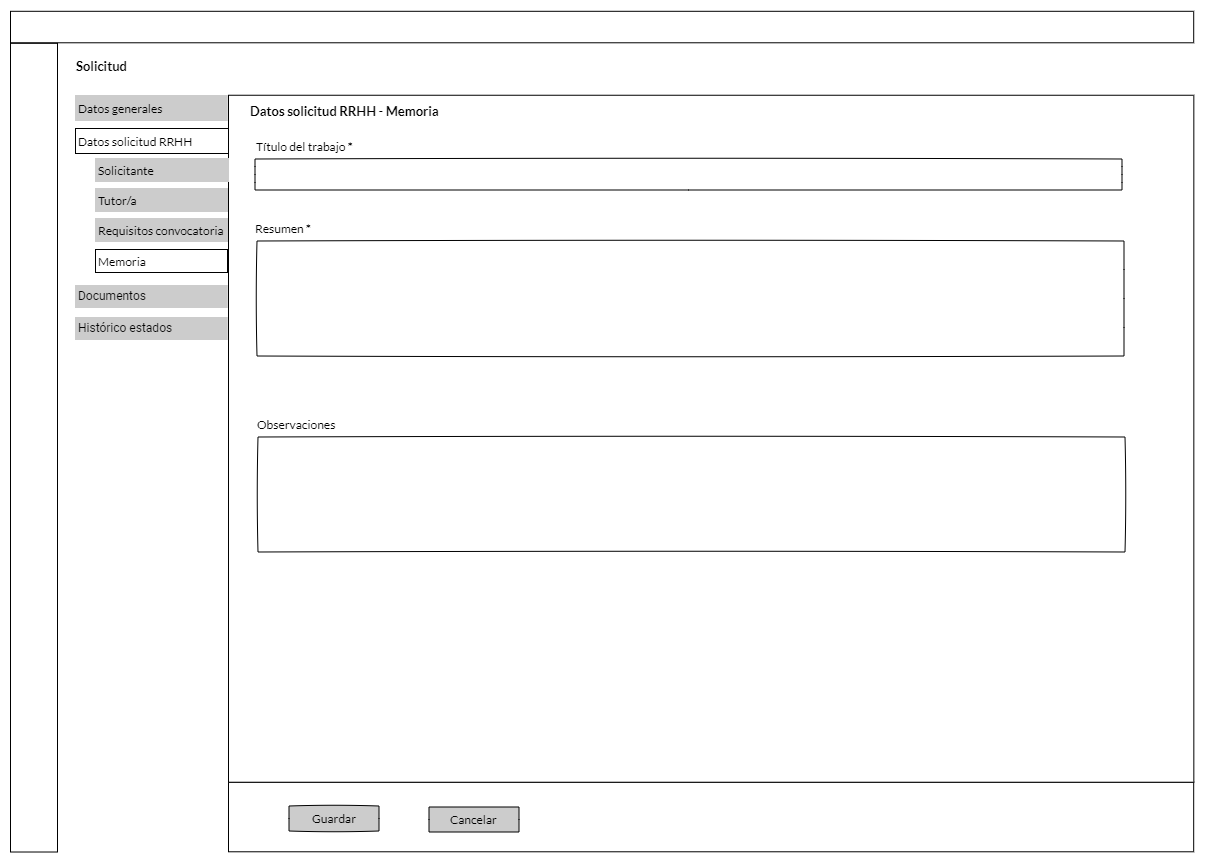 Solicitud
Datos generales
Datos solicitud RRHH
Solicitante
Tutor/a
Requisitos convocatoria
Memoria
Documentos
Histórico estados
Datos solicitud RRHH - Memoria
Título del trabajo *
Resumen *
Observaciones
Guardar
Cancelar